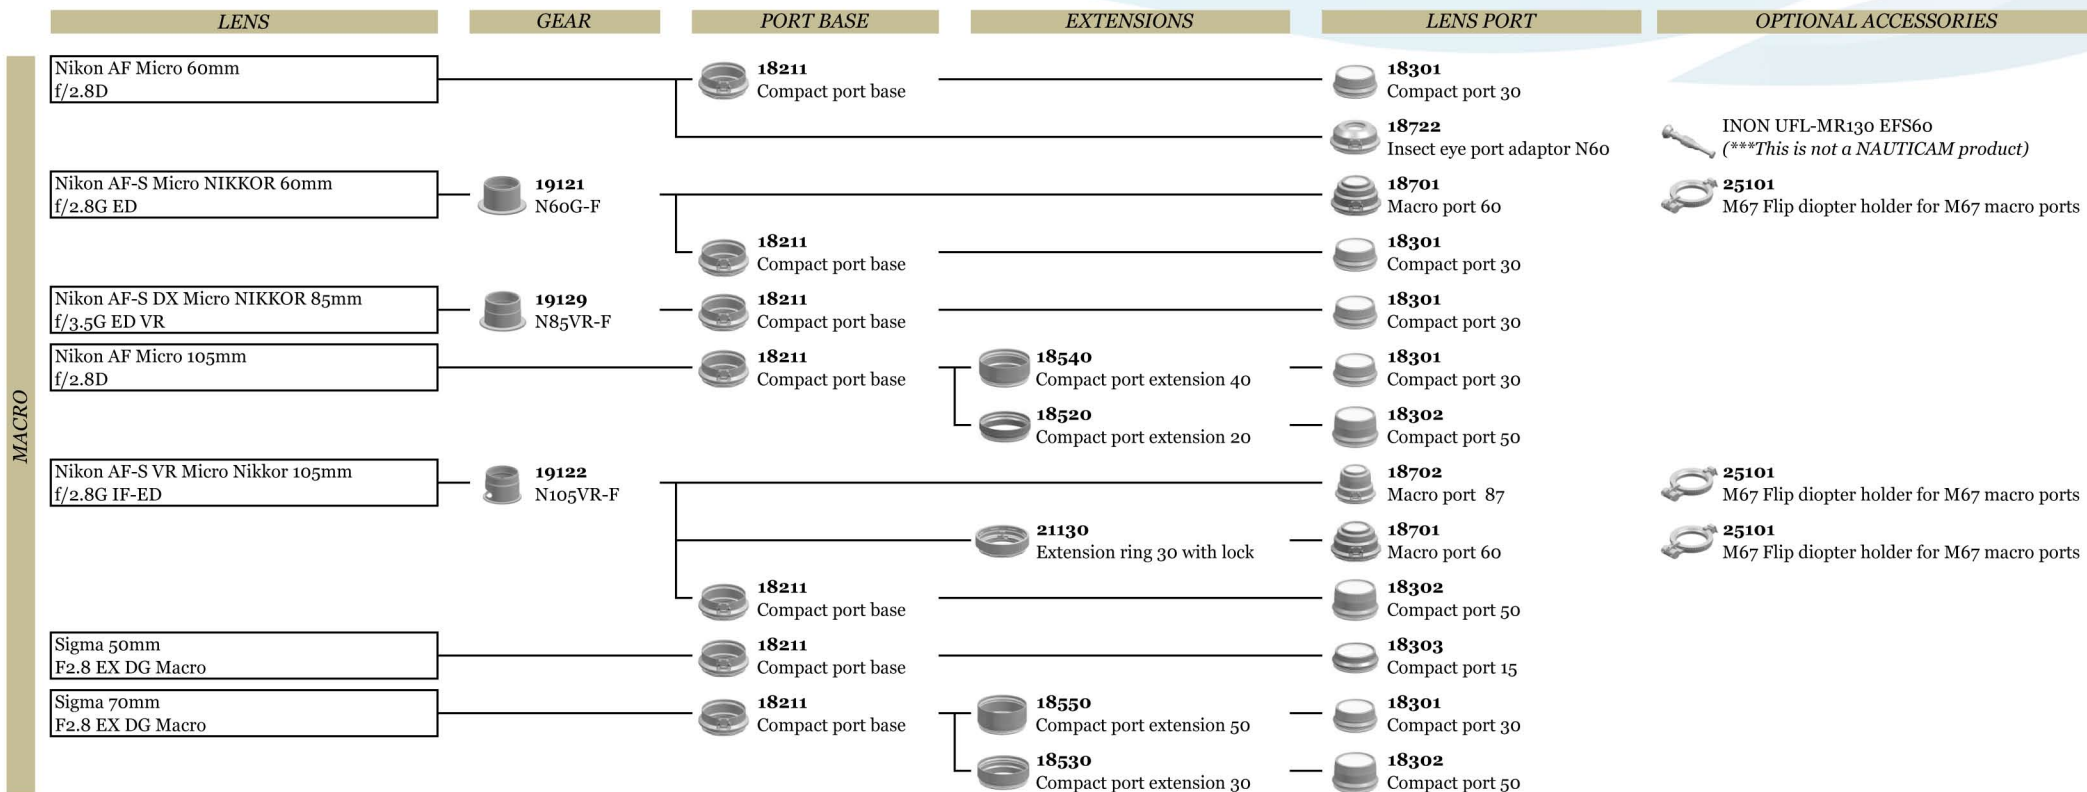 LENS GEAR PORT BASE EXTENSIONS LENS PORT OPTIONAL ACCESSORIES
MACRO
Nikon AF Micro 60mm
f/2.8D
18211
Compact port base
18301
Compact port 30
18722
Insect eye port adaptor N60
INON UFL-MR130 EFS60
(***This is not a NAUTICAM product)
Nikon AF-S Micro NIKKOR 60mm
f/2.8G ED
19121
N60G-F
18701
Macro port 60
25101
M67 Flip diopter holder for M67 macro ports
18211
Compact port base
18301
Compact port 30
Nikon AF-S DX Micro NIKKOR 85mm
f/3.5G ED VR
19129
N85VR-F
18211
Compact port base
18301
Compact port 30
Nikon AF Micro 105mm
f/2.8D
18211
Compact port base
18540
Compact port extension 40
18301
Compact port 30
18520
Compact port extension 20
18302
Compact port 50
Nikon AF-S VR Micro Nikkor 105mm
f/2.8G IF-ED
19122
N105VR-F
18702
Macro port 87
25101
M67 Flip diopter holder for M67 macro ports
21130
Extension ring 30 with lock
18701
Macro port 60
25101
M67 Flip diopter holder for M67 macro ports
18211
Compact port base
18302
Compact port 50
Sigma 50mm
F2.8 EX DG Macro
18211
Compact port base
18303
Compact port 15
Sigma 70mm
F2.8 EX DG Macro
18211
Compact port base
18550
Compact port extension 50
18301
Compact port 30
18530
Compact port extension 30
18302
Compact port 50